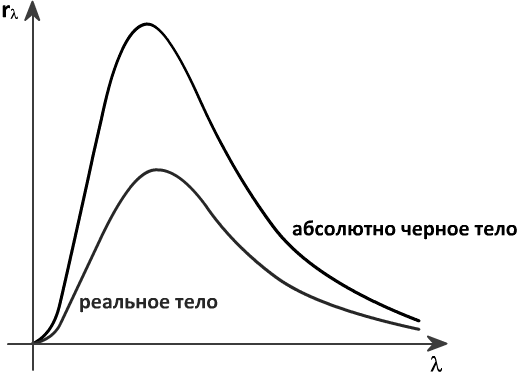 rλ
абсолютно черное тело
реальное тело
λ